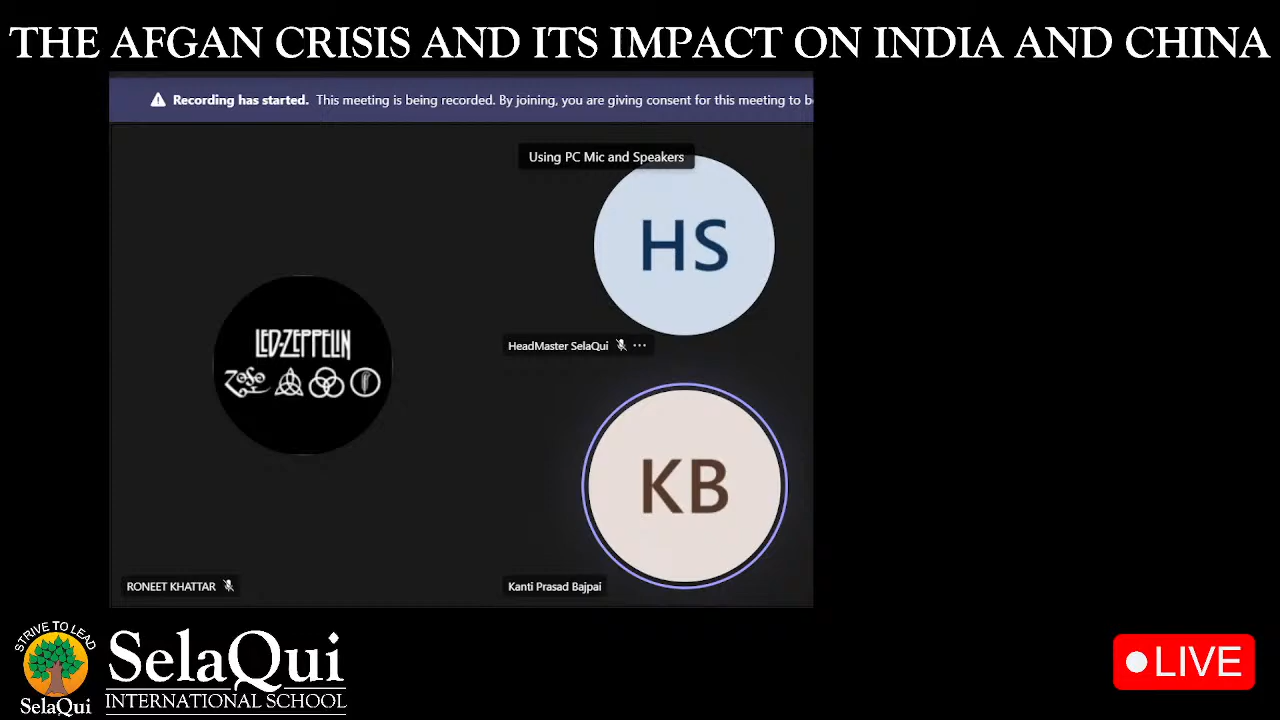 THE AFGAN CRISIS AND ITS IMPACT ON INDIA AND CHINA
Recording has started. This meeting is being recorded. By joining, you are giving consent for this meeting to b
Using PC Mic and Speakers
HS
HeadMaster SelaQui
LED-ZEPPELIN
ZoSo
KB
RONEET KHATTAR
Kanti Prasad Bajpai
STRIVE TO LEAD
SelaQui
SelaQui
INTERNATIONAL SCHOOL
LIVE